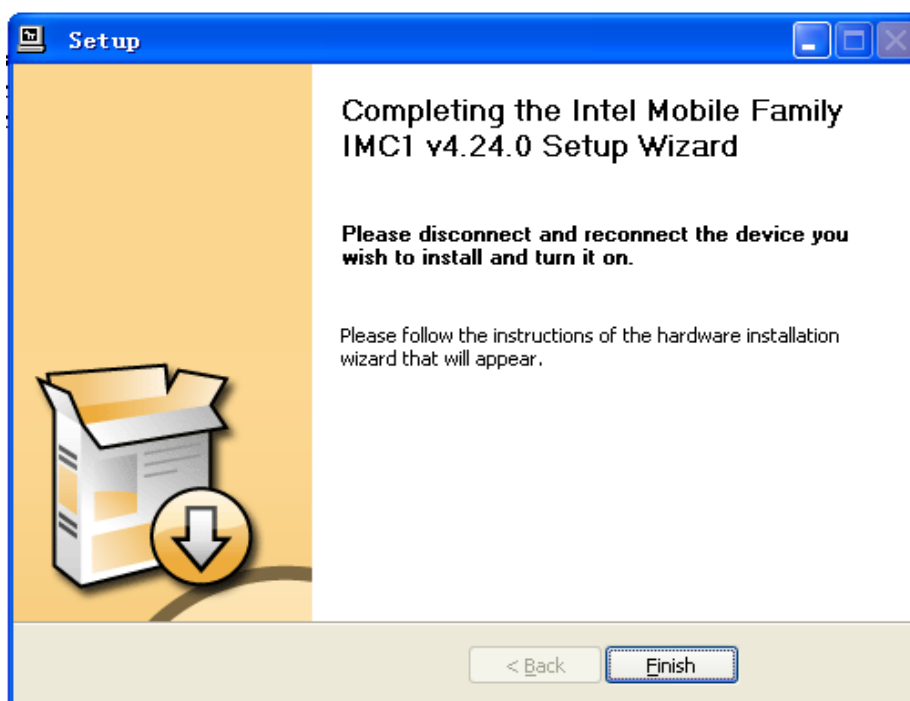 Setup
Completing the Intel Mobile Family
IMC1 v4.24.0 Setup Wizard
Please disconnect and reconnect the device you
wish to install and turn it on.
Please follow the instructions of the hardware installation
wizard that will appear.
< Back
Finish